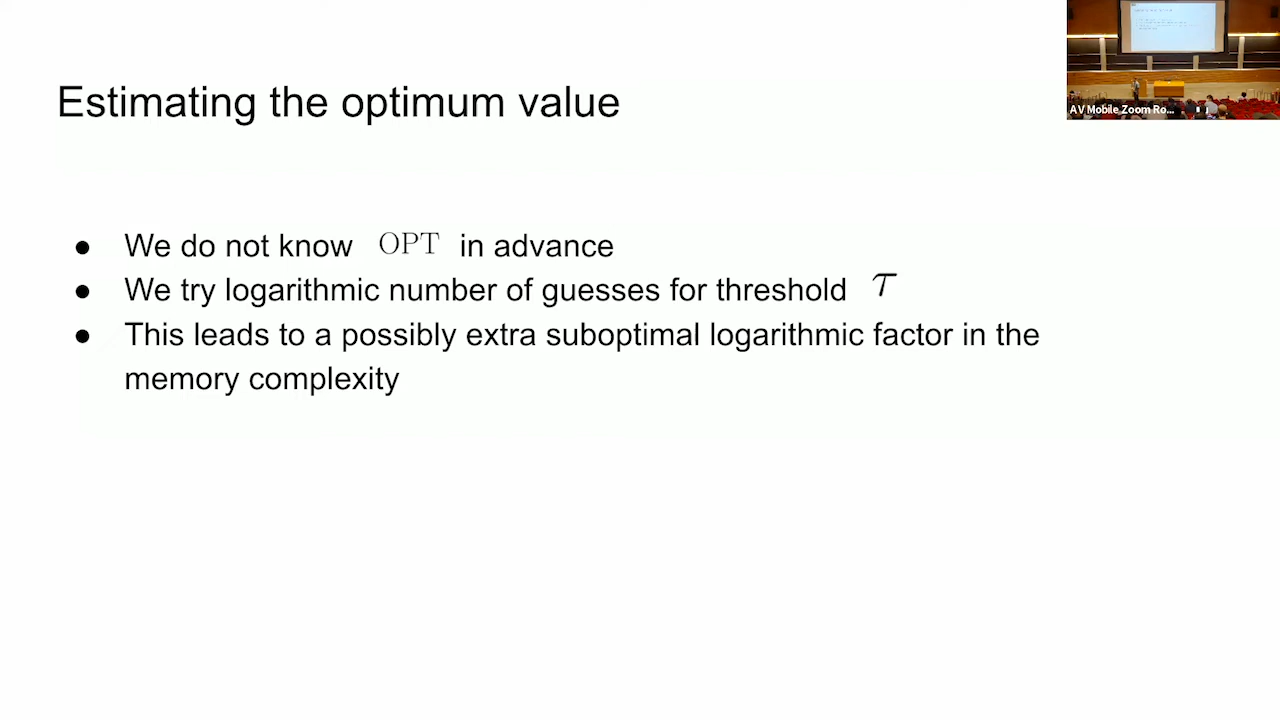 Estimating the optimum value
AV Mobile Zoom Ro...
● We do not know OPT in advance
● We try logarithmic number of guesses for threshold τ
● This leads to a possibly extra suboptimal logarithmic factor in the
memory complexity